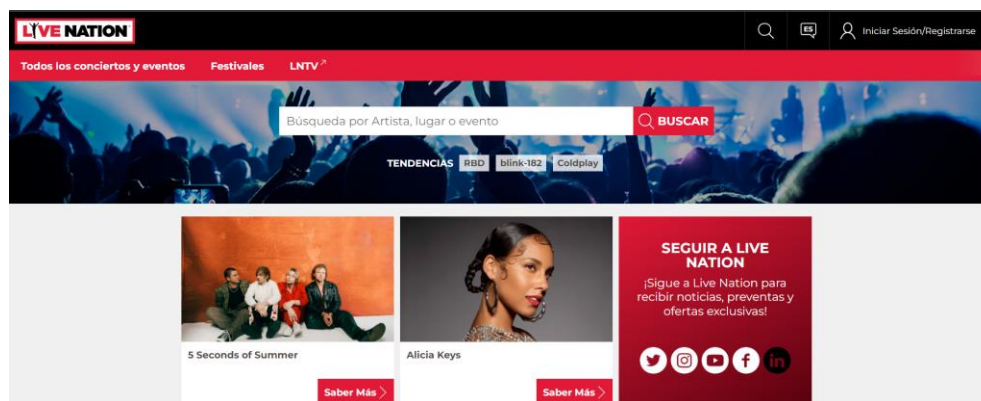 LIVE NATION
ES
Iniciar Sesión/Registrarse
Todos los conciertos y eventos
Festivales
LNTV
Búsqueda por Artista, lugar o evento
BUSCAR
TENDENCIAS RBD blink-182 Coldplay
5 Seconds of Summer
Saber Más
Alicia Keys
Saber Más
SEGUIR A LIVE
NATION
¡Sigue a Live Nation para
recibir noticias, preventas y
ofertas exclusivas!
in